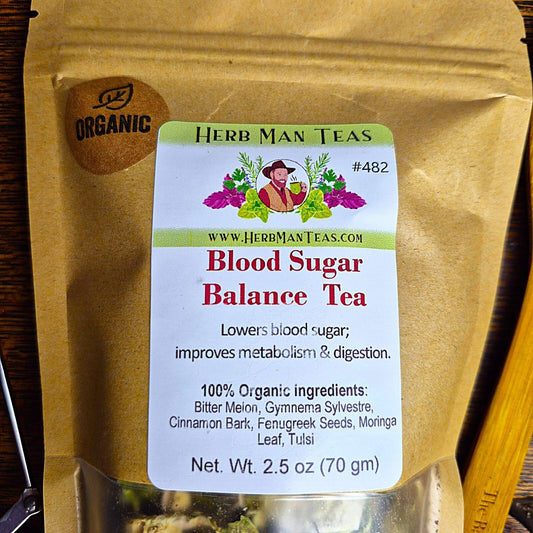 ORGANIC
HERB MAN TEAS
#482
WWW.HERBMANTEAS.COM
Blood Sugar
Balance Tea
Lowers blood sugar;
improves metabolism & digestion.
100% Organic ingredients:
Bitter Melon, Gymnema Sylvestre,
Cinnamon Bark, Fenugreek Seeds, Moringa
Leaf, Tulsi
Net. Wt. 2.5 oz (70 gm)
The B